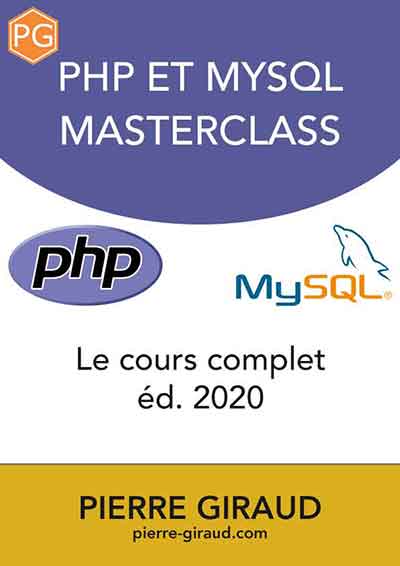 PG
PHP ET MYSQL
MASTERCLASS
php
MySQL®
Le cours complet
éd. 2020
PIERRE GIRAUD
pierre-giraud.com